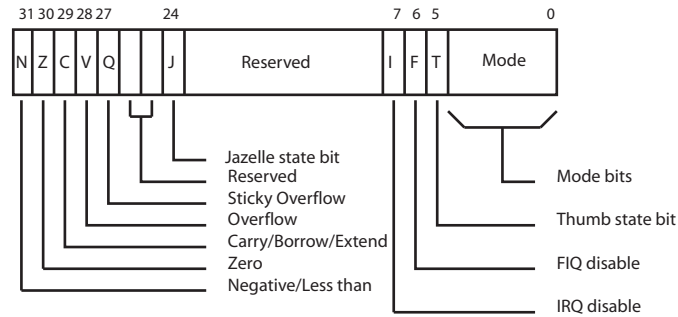 31 30 29 28 27 24 7 6 5 0
N Z C V Q J Reserved I F T Mode
Jazelle state bit
Reserved
Mode bits
Sticky Overflow
Overflow
Thumb state bit
Carry/Borrow/Extend
Zero
FIQ disable
Negative/Less than
IRQ disable